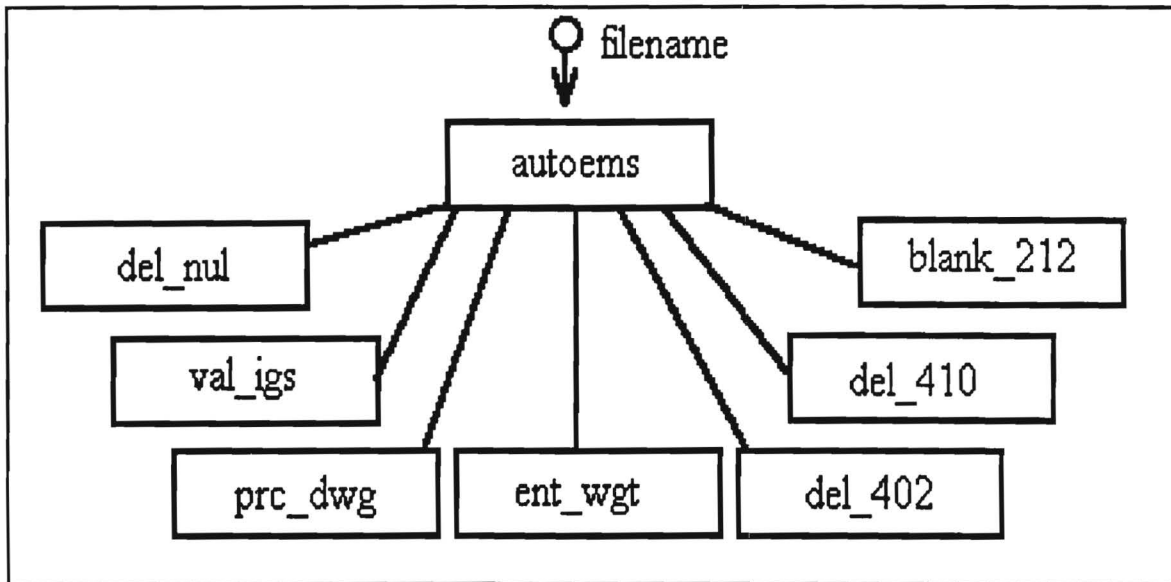 filename
autoems
del_nul
blank_212
val_igs
del_410
prc_dwg
ent_wgt
del_402